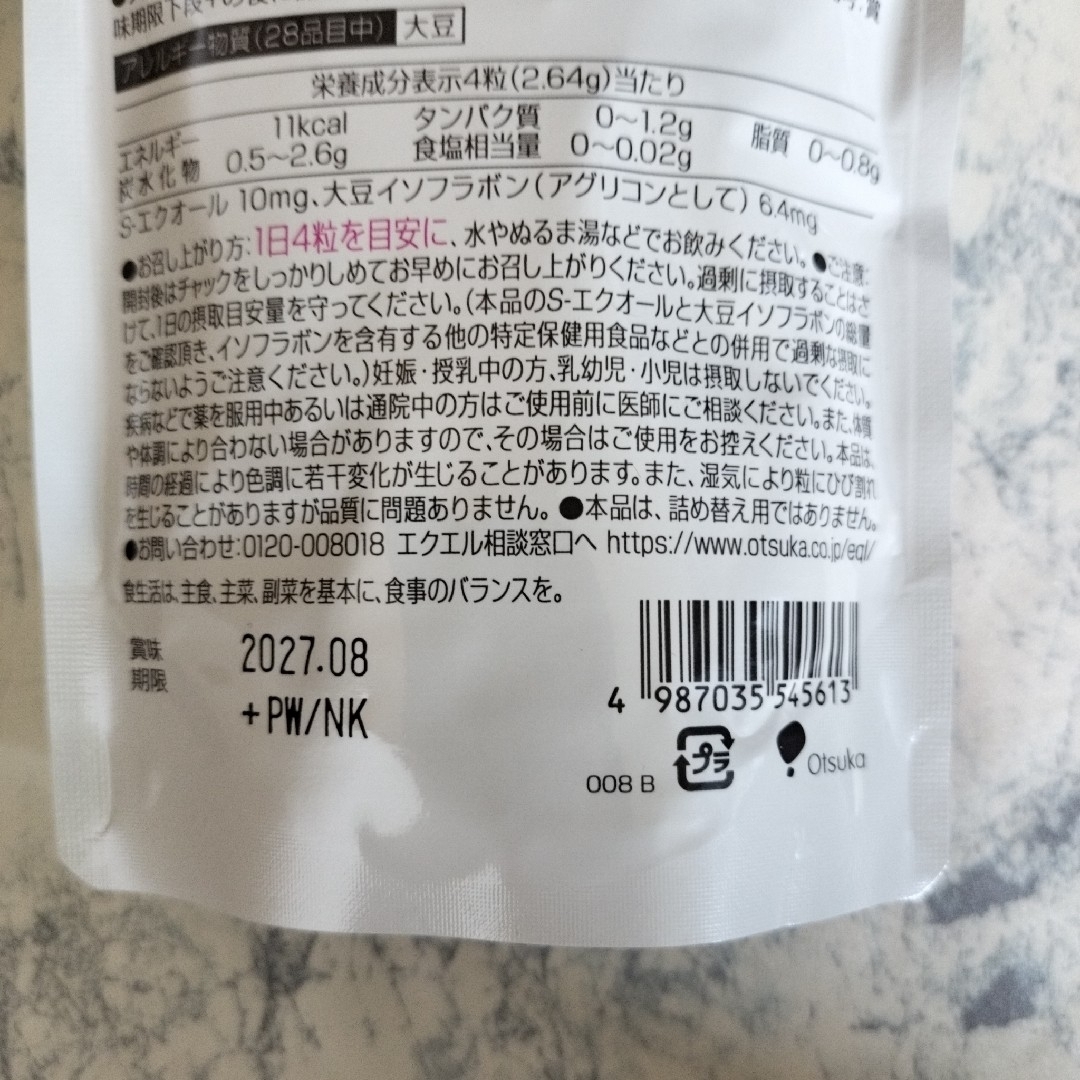 味期限下段
アレルギー物質(28品目中) 大豆
栄養成分表示4粒(2.64g)当たり
エネルギー 11kcal タンパク質 0〜1.2g 脂質 0〜0.8g
炭水化物 0.5〜2.6g 食塩相当量 0〜0.02g
S-エクオール 10mg、大豆イソフラボン(アグリコンとして) 6.4mg
●お召し上がり方:1日4粒を目安に、水やぬるま湯などでお飲みください。●ご注意:
開封後はチャックをしっかりしめてお早めにお召し上がりください。過剰に摂取することはさ
けて、1日の摂取目安量を守ってください。(本品のS-エクオールと大豆イソフラボンの総量
をご確認頂き、イソフラボンを含有する他の特定保健用食品などとの併用で過剰な摂取に
ならないようご注意ください。)妊娠・授乳中の方、乳幼児・小児は摂取しないでください。
疾病などで薬を服用中あるいは通院中の方はご使用前に医師にご相談ください。また、体質
や体調により合わない場合がありますので、その場合はご使用をお控えください。本品は、
時間の経過により色調に若干変化が生じることがあります。また、湿気により粒にひび割れ
を生じることがありますが品質に問題ありません。●本品は、詰め替え用ではありません。
●お問い合わせ:0120-008018 エクエル相談窓口へ https://www.otsuka.co.jp/eql/
食生活は、主食、主菜、副菜を基本に、食事のバランスを。
賞味
期限
2027.08
+PW/NK
4 987035 545613
008 B プラ Otsuka